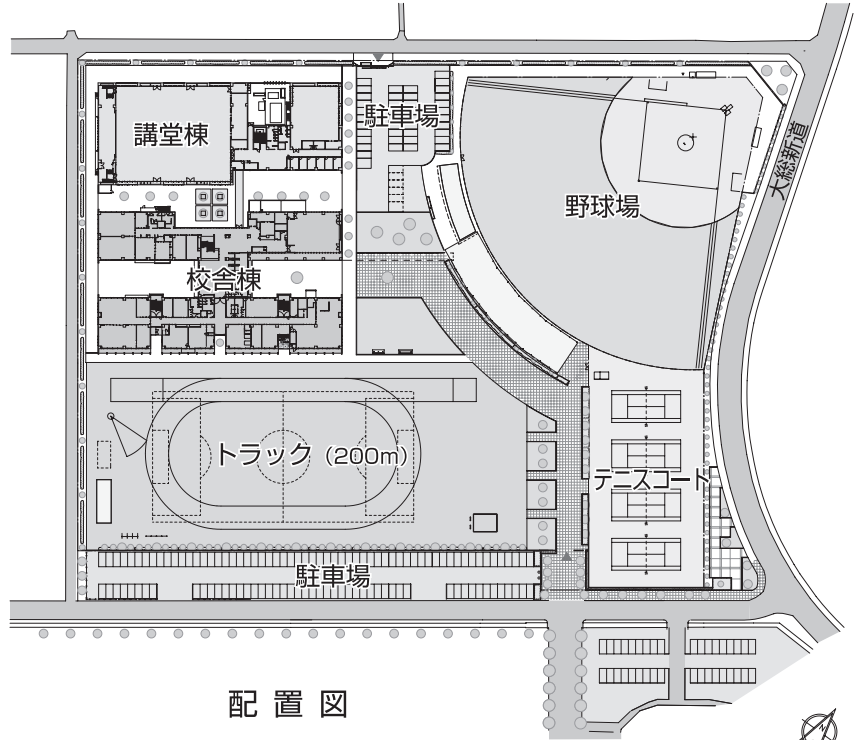 講堂棟
駐車場
野球場
大総新道
校舎棟
トラック (200m)
テニスコート
駐車場
配置図